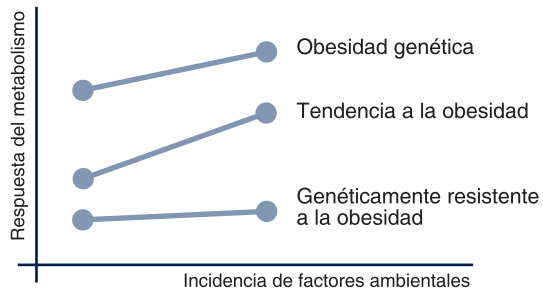 Respuesta del metabolismo
Obesidad genética
Tendencia a la obesidad
Genéticamente resistente
a la obesidad
Incidencia de factores ambientales